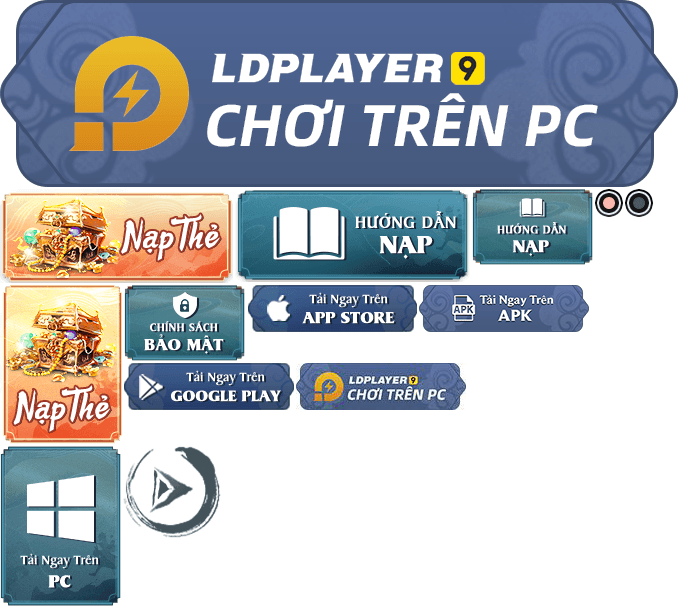 LDPLAYER 9
CHƠI TRÊN PC
Nạp Thẻ
HƯỚNG DẪN
NẠP
HƯỚNG DẪN
NẠP
Nạp Thẻ
CHÍNH SÁCH
BẢO MẬT
Tải Ngay Trên
APP STORE
APK
Tải Ngay Trên
APK
Tải Ngay Trên
GOOGLE PLAY
LDPLAYER 9
CHƠI TRÊN PC
Tải Ngay Trên
PC